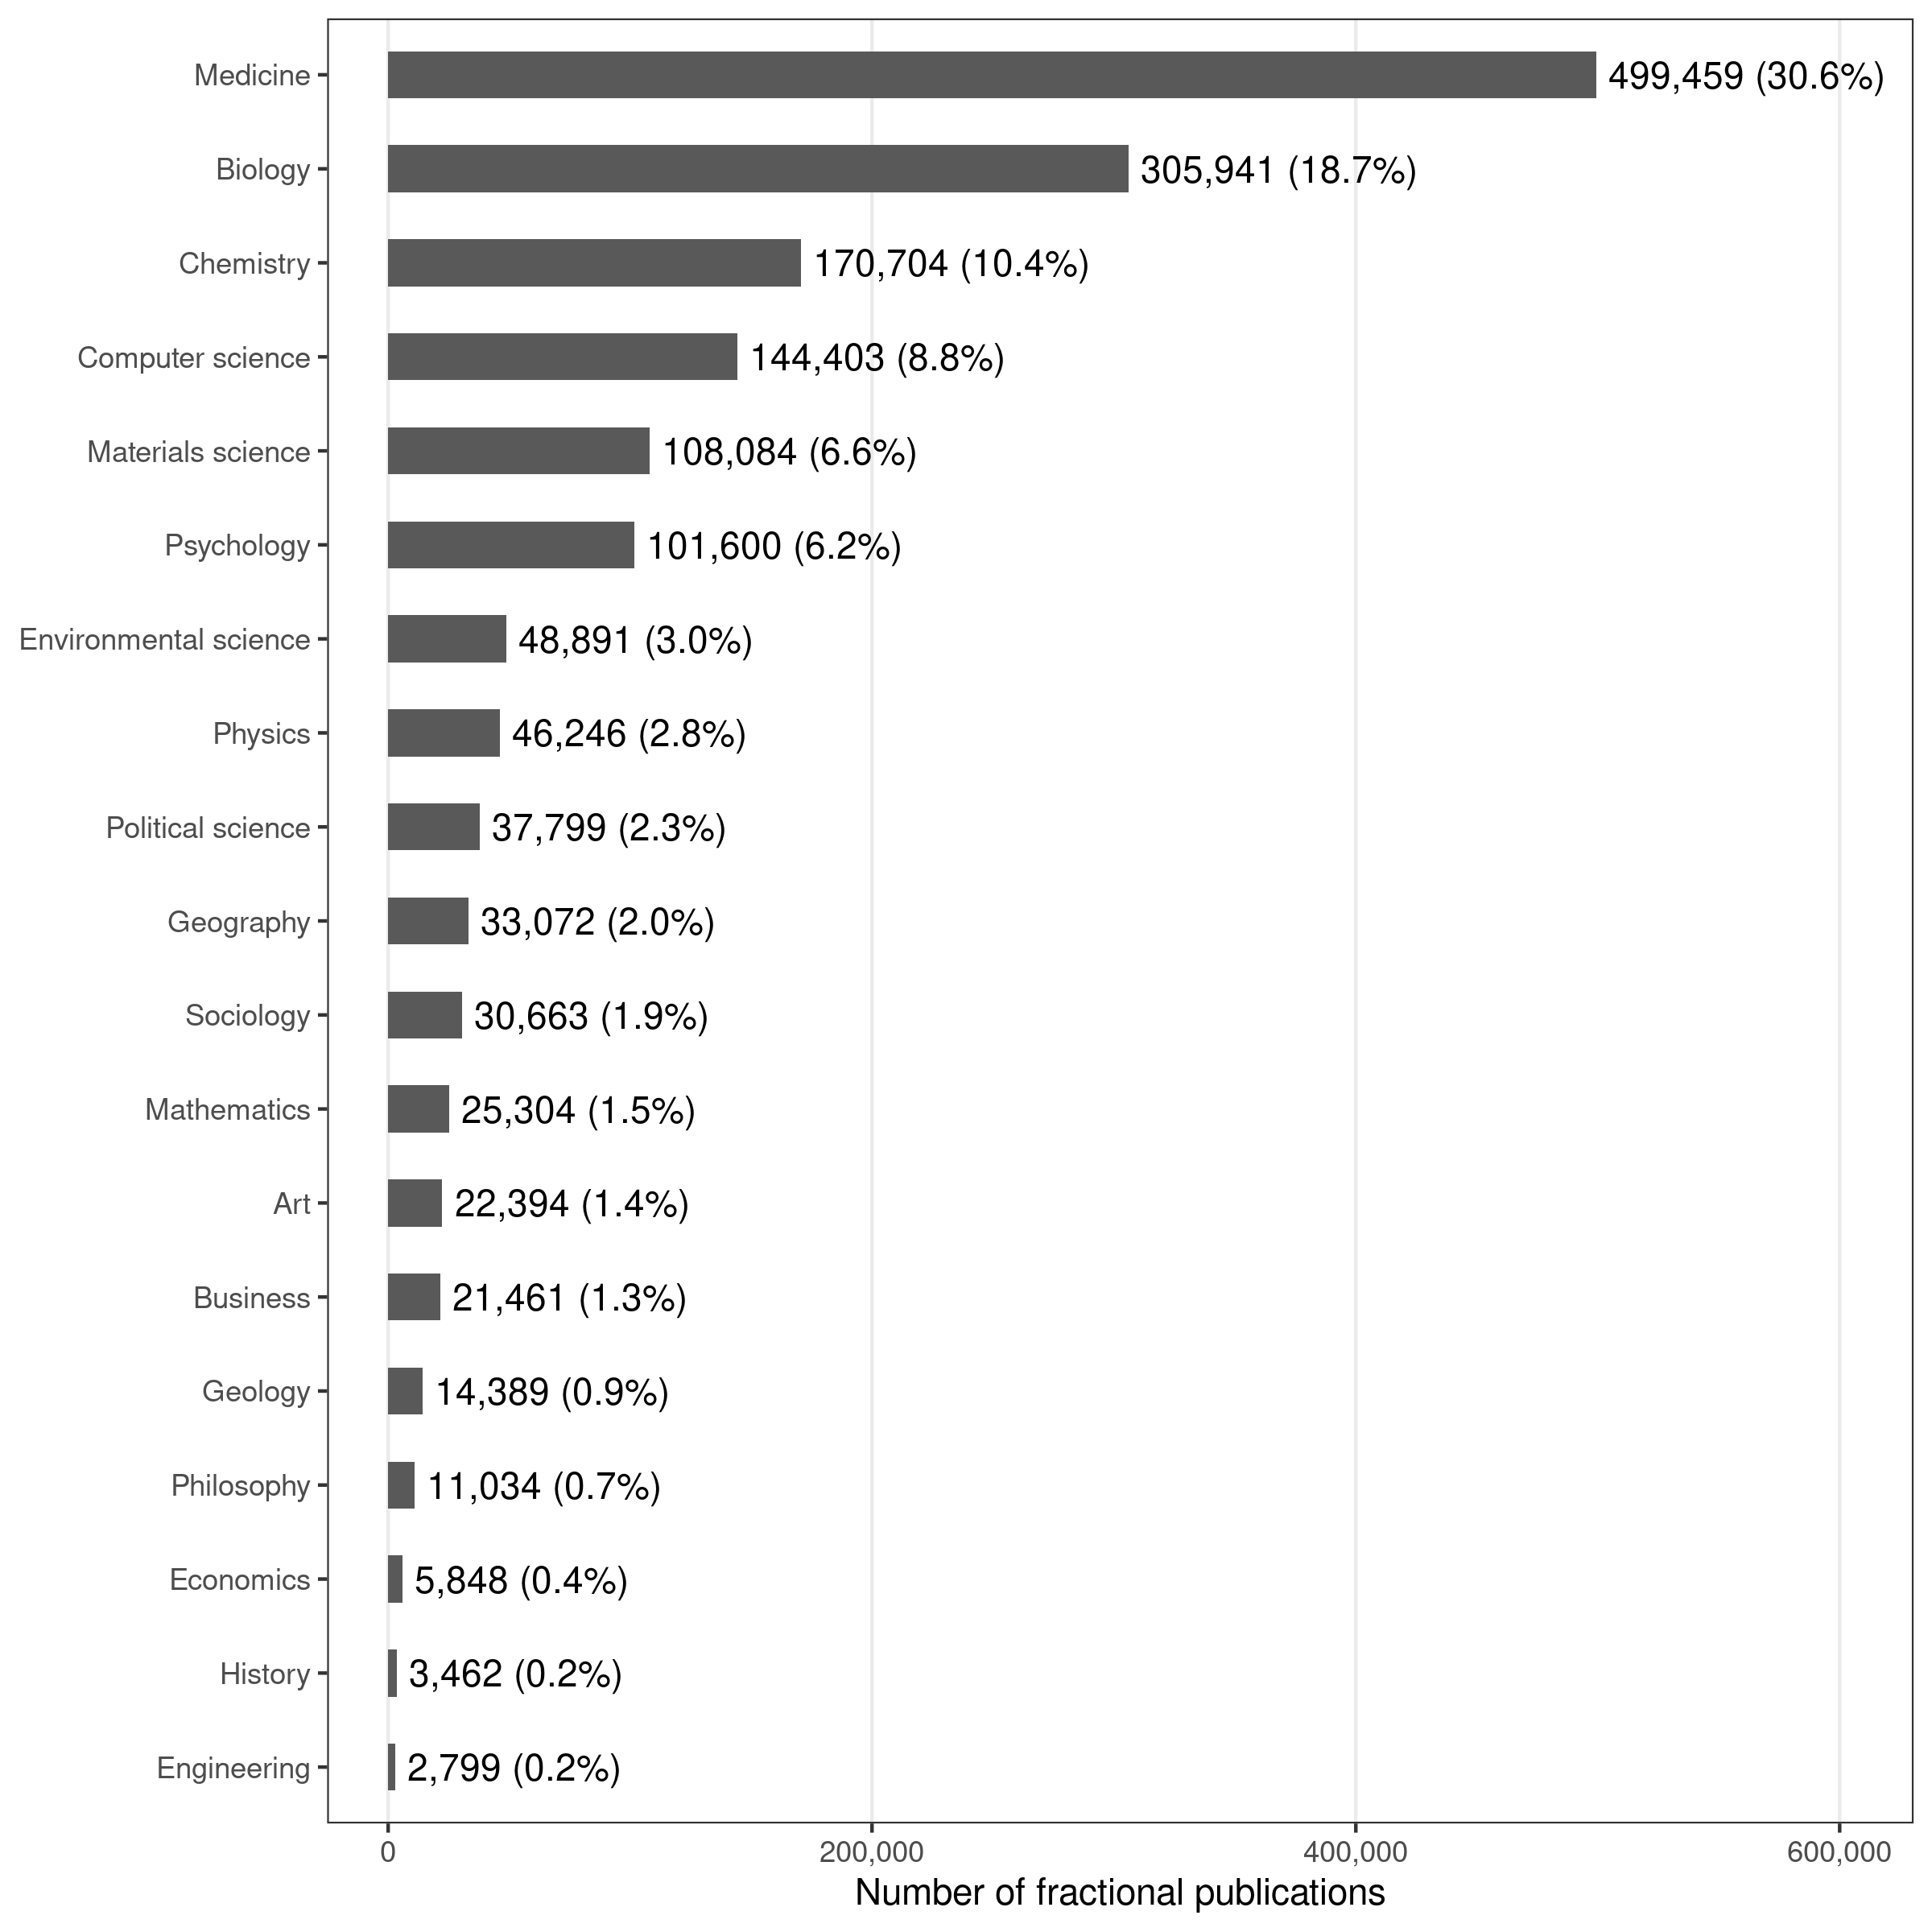 Medicine 499,459 (30.6%)
Biology 305,941 (18.7%)
Chemistry 170,704 (10.4%)
Computer science 144,403 (8.8%)
Materials science 108,084 (6.6%)
Psychology 101,600 (6.2%)
Environmental science 48,891 (3.0%)
Physics 46,246 (2.8%)
Political science 37,799 (2.3%)
Geography 33,072 (2.0%)
Sociology 30,663 (1.9%)
Mathematics 25,304 (1.5%)
Art 22,394 (1.4%)
Business 21,461 (1.3%)
Geology 14,389 (0.9%)
Philosophy 11,034 (0.7%)
Economics 5,848 (0.4%)
History 3,462 (0.2%)
Engineering 2,799 (0.2%)
0 200,000 400,000 600,000
Number of fractional publications